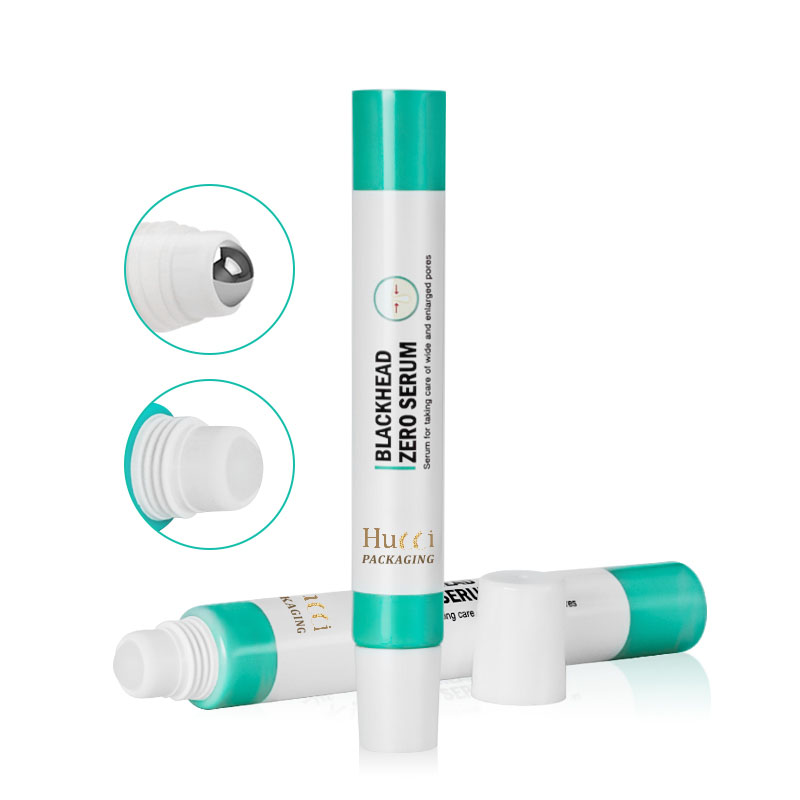 BLACKHEAD
ZERO SERUM
Serum for taking care of wide and enlarged pores
Hucci
PACKAGING